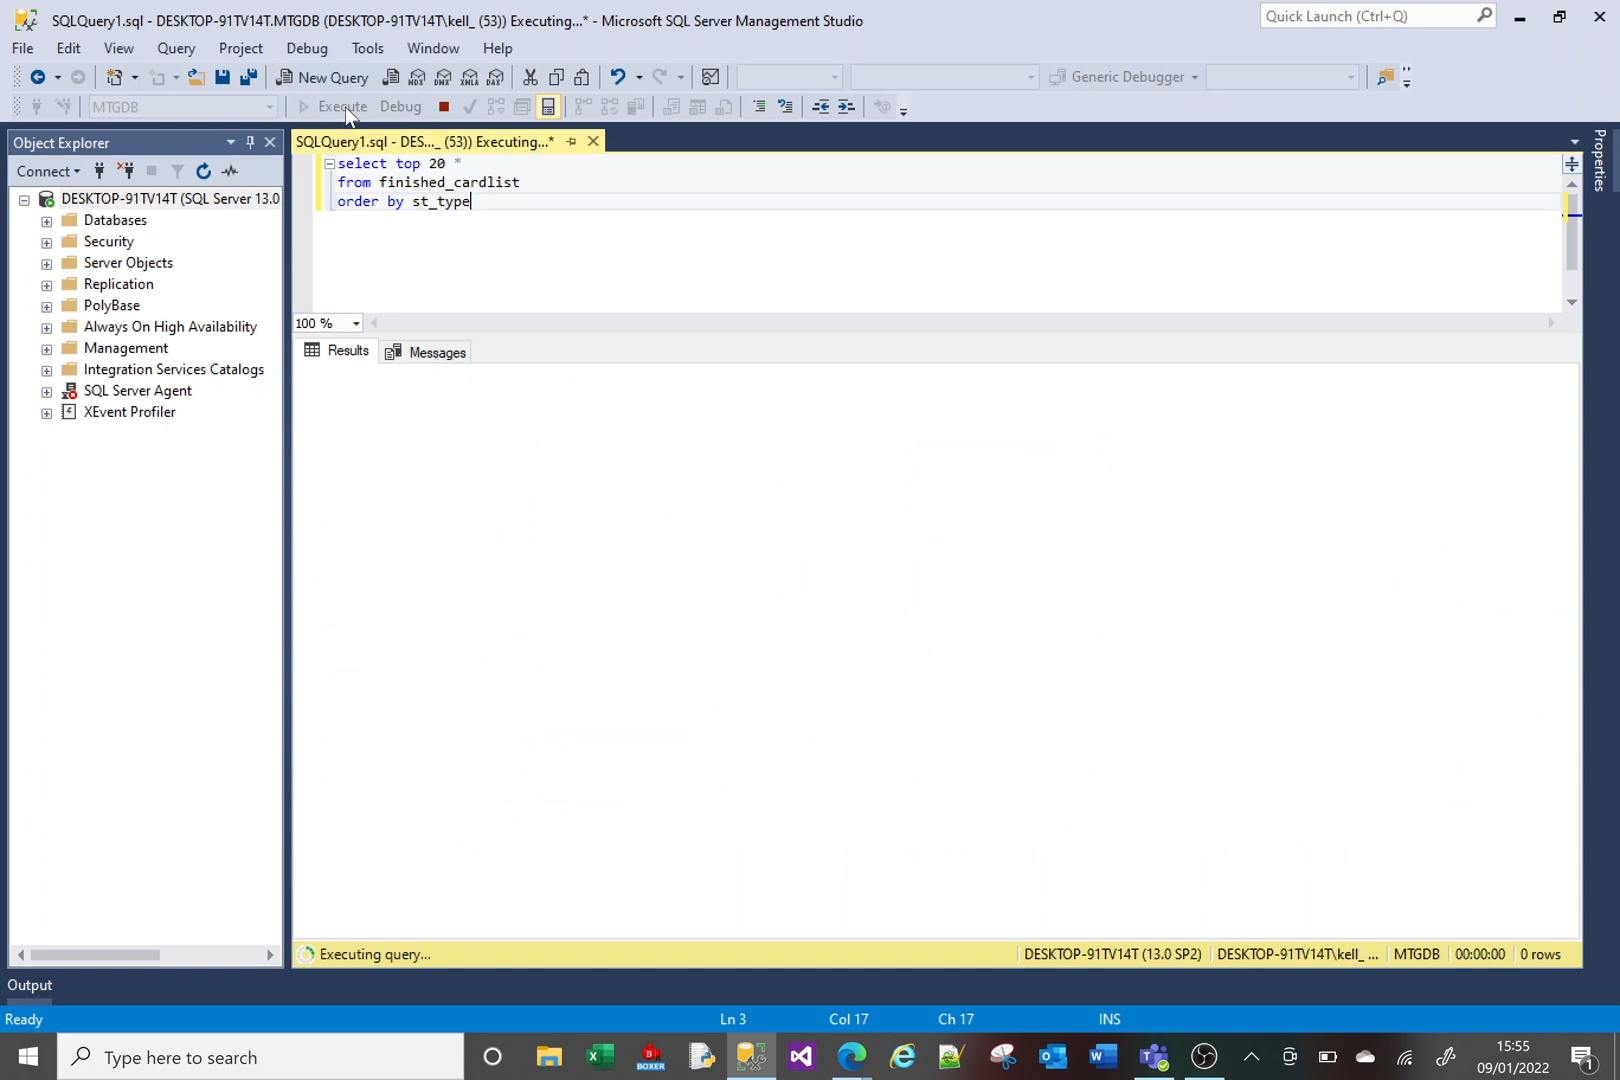 SQLQuery1.sql - DESKTOP-91TV14T.MTGDB (DESKTOP-91TV14T\kell_ (53)) Executing...* - Microsoft SQL Server Management Studio
Quick Launch (Ctrl+Q)
File Edit View Query Project Debug Tools Window Help
New Query MDX DMX XMLA DAX Generic Debugger
MTGDB Execute Debug
Object Explorer
SQLQuery1.sql - DES..._ (53)) Executing...*
Properties
Connect
select top 20 *
from finished_cardlist
order by st_type
DESKTOP-91TV14T (SQL Server 13.0
Databases
Security
Server Objects
Replication
PolyBase
Always On High Availability
Management
Integration Services Catalogs
SQL Server Agent
XEvent Profiler
100 %
Results Messages
Executing query...
DESKTOP-91TV14T (13.0 SP2) DESKTOP-91TV14T\kell_ ... MTGDB 00:00:00 0 rows
Output
Ready Ln 3 Col 17 Ch 17 INS
Type here to search
BOXER
15:55
09/01/2022
1